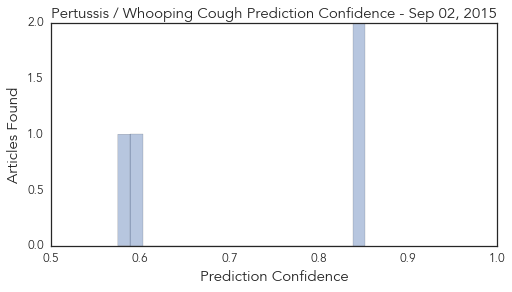 Pertussis / Whooping Cough Prediction Confidence - Sep 02, 2015
2.0
1.5
1.0
0.5
0.0
Articles Found
0.5 0.6 0.7 0.8 0.9 1.0
Prediction Confidence